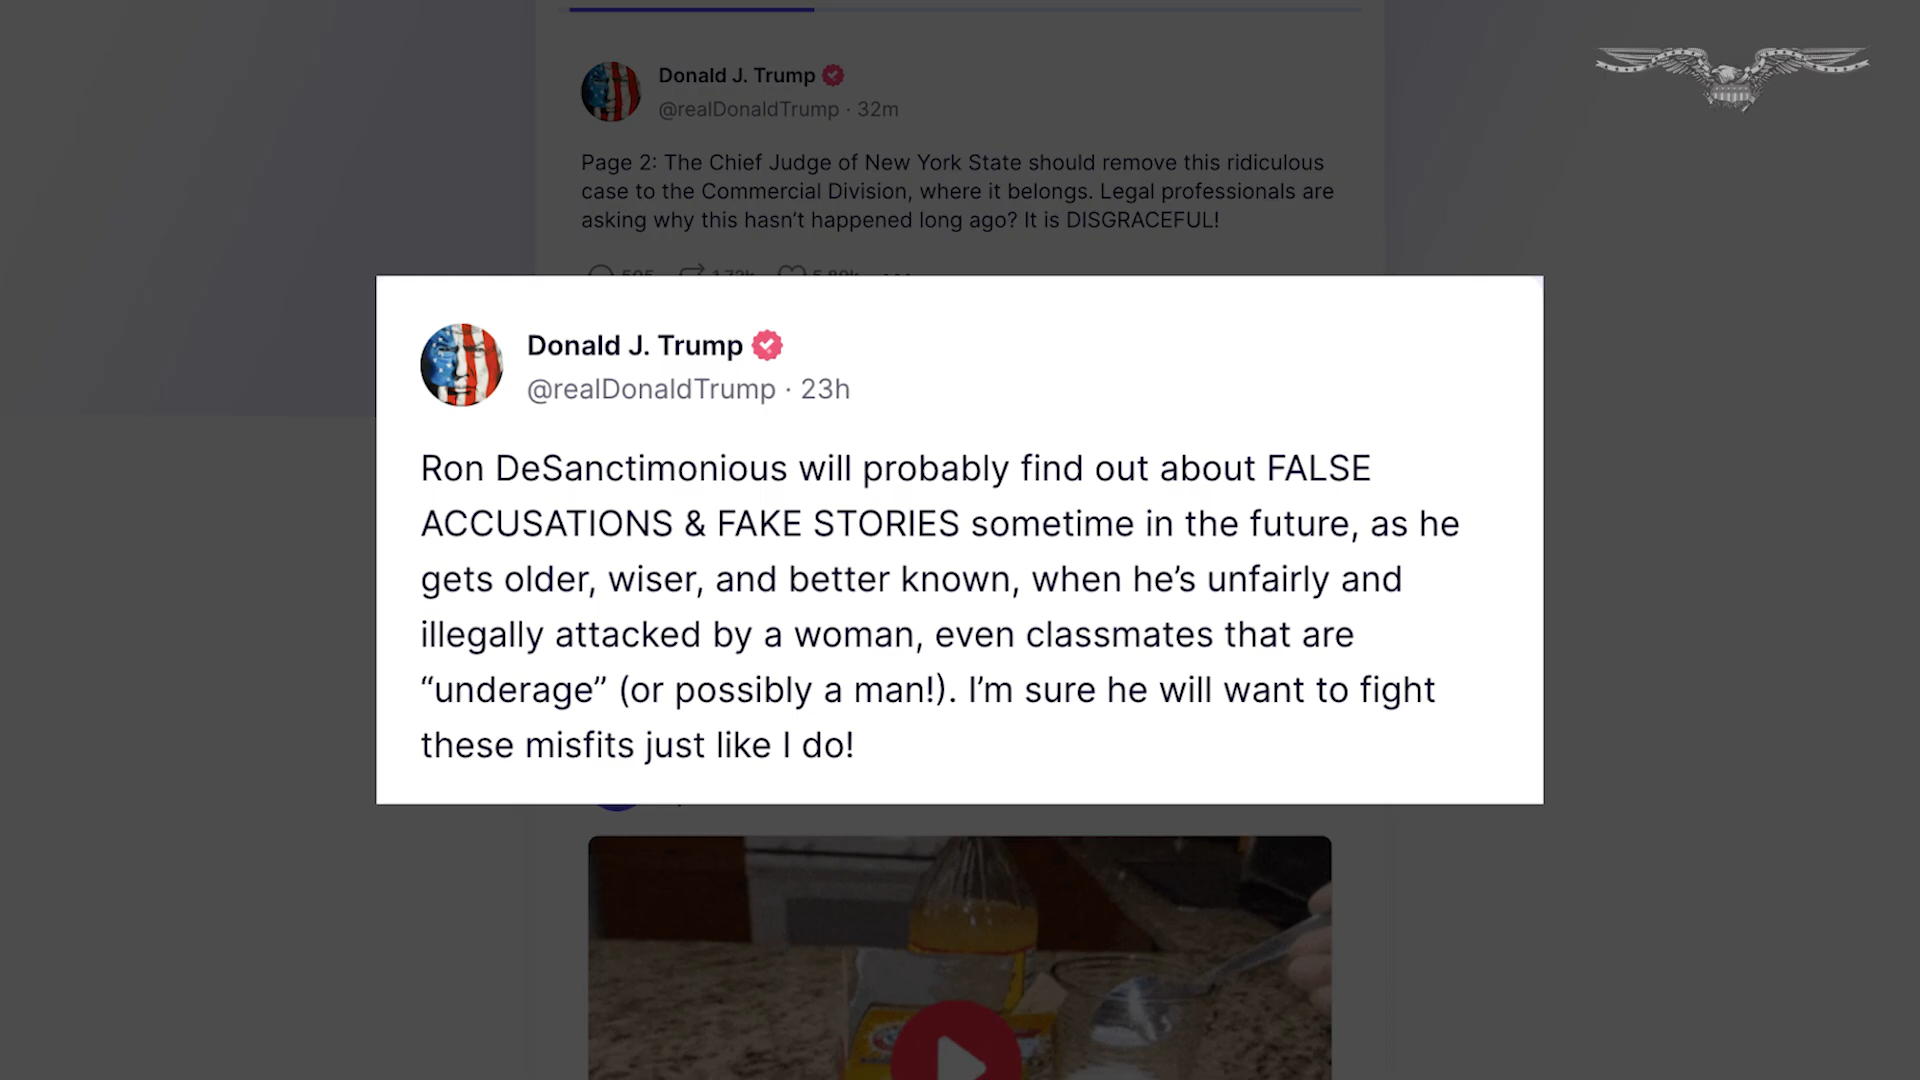 Donald J. Trump
@realDonaldTrump · 32m
Page 2: The Chief Judge of New York State should remove this ridiculous
case to the Commercial Division, where it belongs. Legal professionals are
asking why this hasn’t happened long ago? It is DISGRACEFUL!
Donald J. Trump
@realDonaldTrump · 23h
Ron DeSanctimonious will probably find out about FALSE
ACCUSATIONS & FAKE STORIES sometime in the future, as he
gets older, wiser, and better known, when he’s unfairly and
illegally attacked by a woman, even classmates that are
“underage” (or possibly a man!). I’m sure he will want to fight
these misfits just like I do!